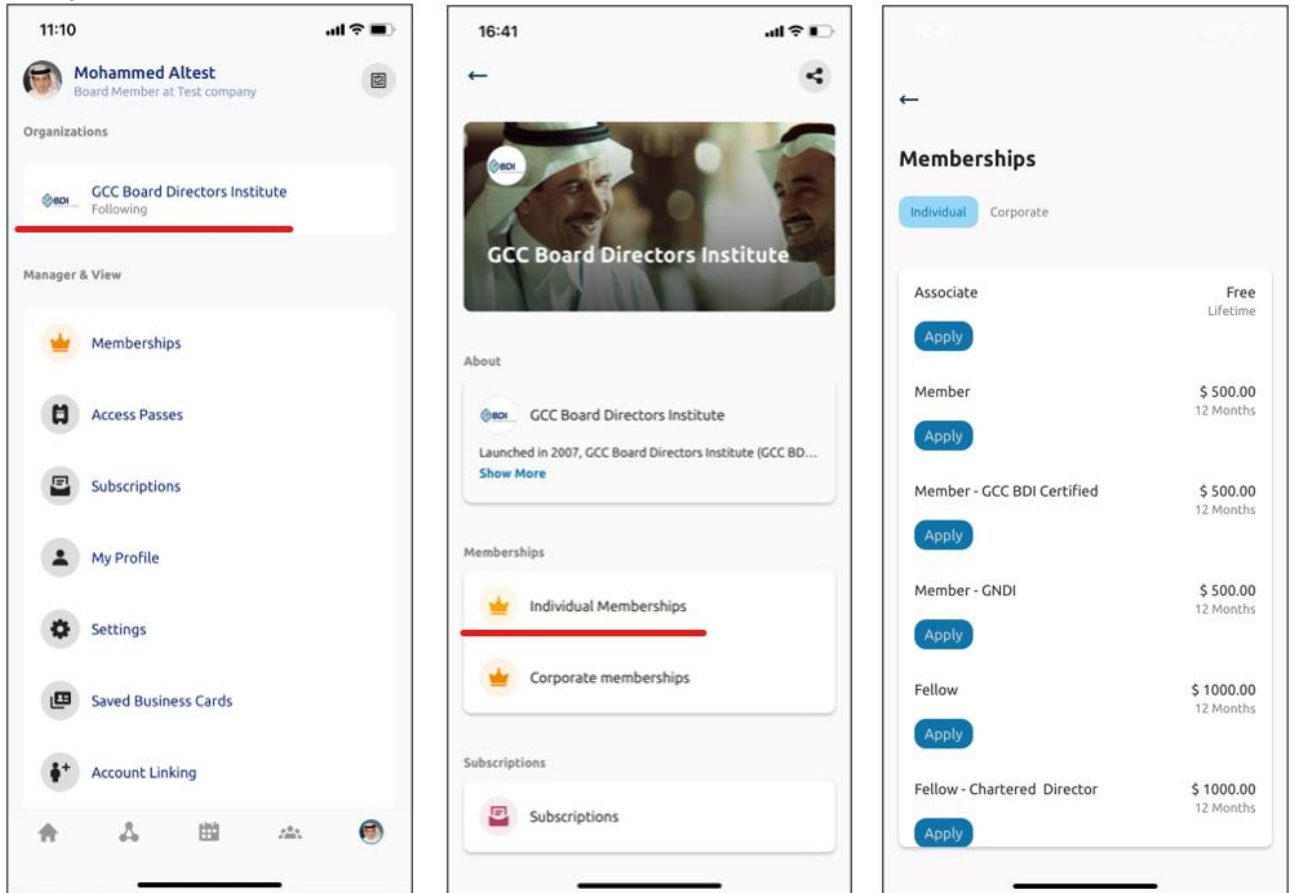 11:10
Mohammed Altest
Board Member at Test company
Organizations
BDI
GCC Board Directors Institute
Following
Manager & View
Memberships
Access Passes
Subscriptions
My Profile
Settings
Saved Business Cards
Account Linking
16:41
BDI
GCC Board Directors Institute
About
BDI
GCC Board Directors Institute
Launched in 2007, GCC Board Directors Institute (GCC BD...
Show More
Memberships
Individual Memberships
Corporate memberships
Subscriptions
Subscriptions
Memberships
Individual Corporate
Associate Free
Lifetime
Apply
Member $ 500.00
12 Months
Apply
Member - GCC BDI Certified $ 500.00
12 Months
Apply
Member - GNDI $ 500.00
12 Months
Apply
Fellow $ 1000.00
12 Months
Apply
Fellow - Chartered Director $ 1000.00
12 Months
Apply